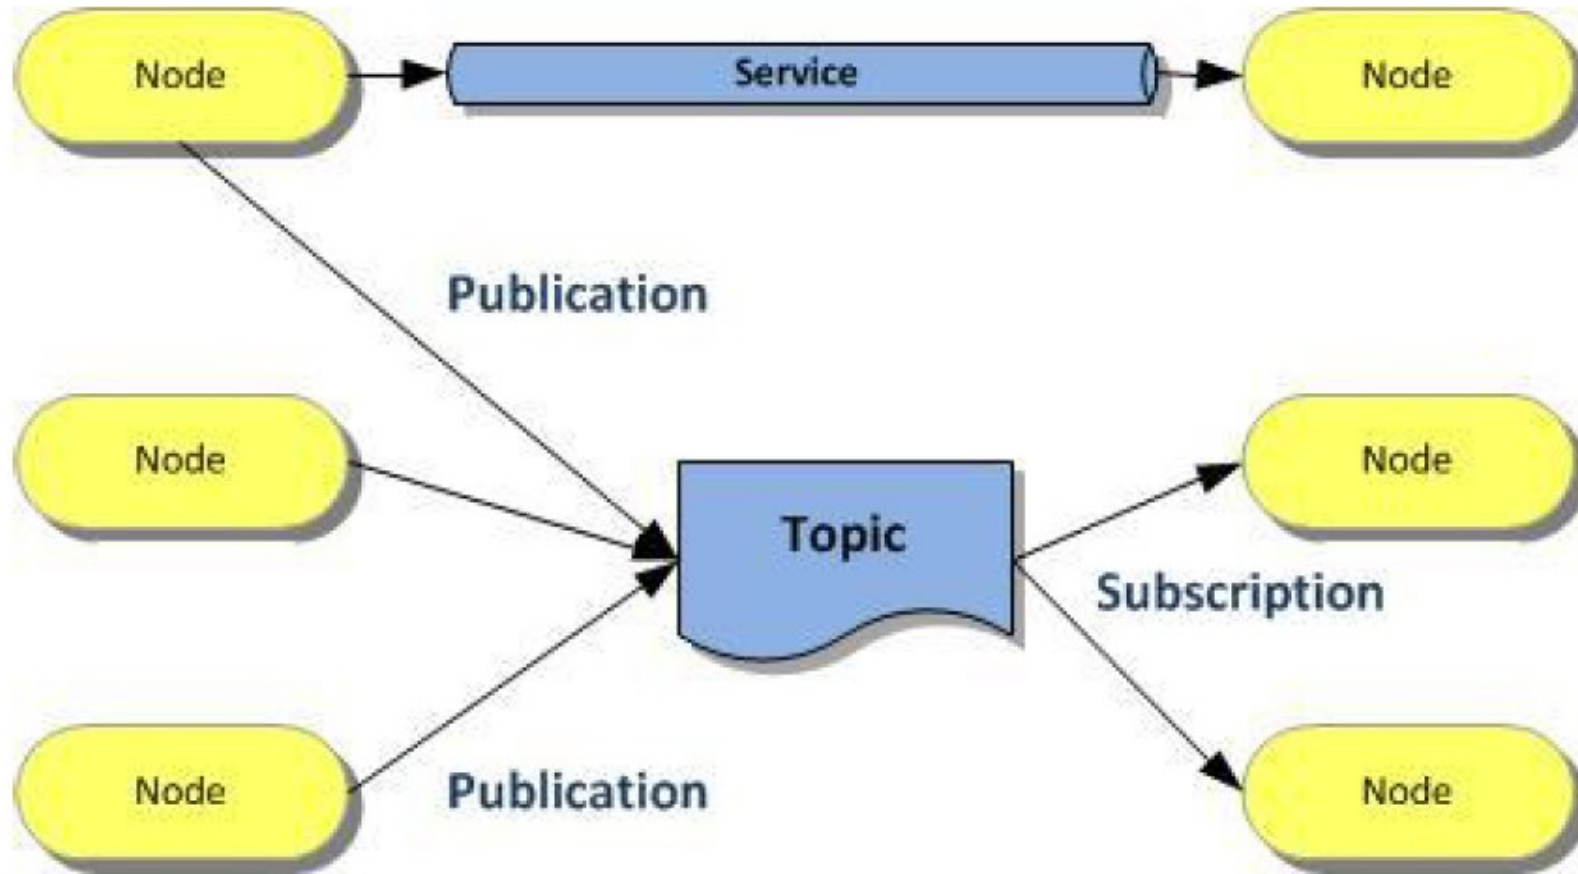 Node
Service
Node
Publication
Node
Topic
Node
Subscription
Node
Publication
Node